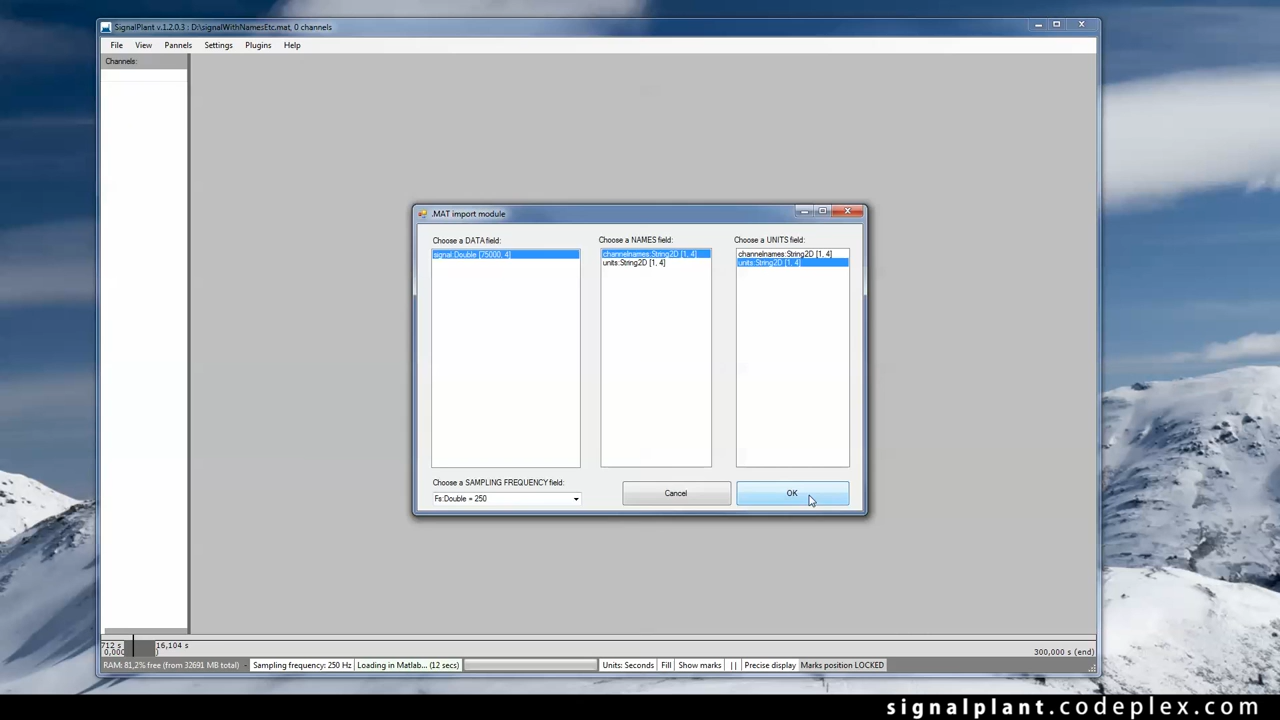 SignalPlant v.1.2.0.3 : D:\signalWithNamesEtc.mat, 0 channels
File View Pannels Settings Plugins Help
Channels:
.MAT import module
Choose a DATA field: Choose a NAMES field: Choose a UNITS field:
signal:Double [75000, 4] channelnames:String2D [1, 4] channelnames:String2D [1, 4]
units:String2D [1, 4] units:String2D [1, 4]
Choose a SAMPLING FREQUENCY field:
Fs:Double = 250 Cancel OK
712 s 16,104 s
0,000 ) 300,000 s (end)
RAM: 81,2% free (from 32691 MB total) Sampling frequency: 250 Hz Loading in Matlab... (12 secs) Units: Seconds Fill Show marks || Precise display Marks position LOCKED
signalplant.codeplex.com